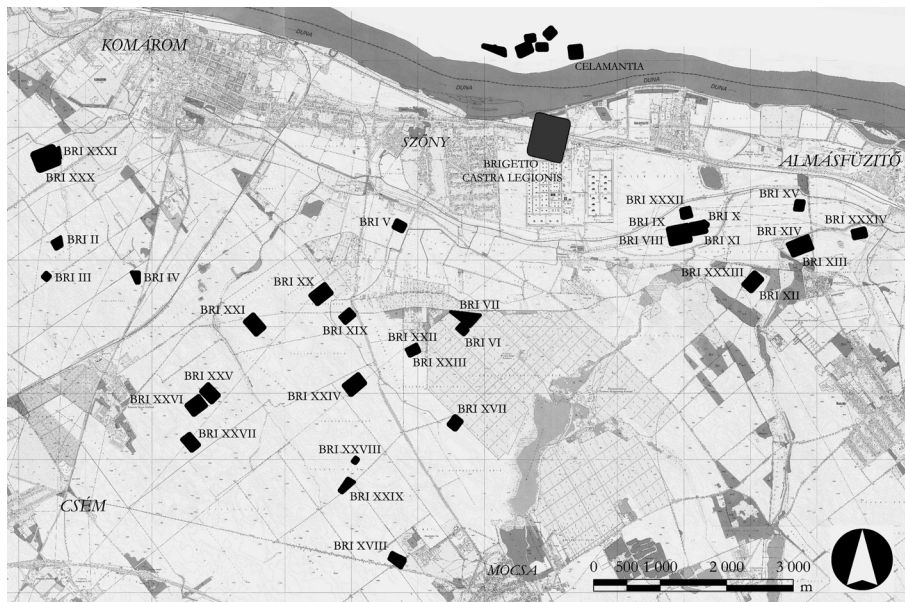 KOMÁROM
DUNA
CELAMANTIA
DUNA
DUNA
DUNA
SZŐNY
BRIGETIO
CASTRA LEGIONIS
ALMÁSFÜZITŐ
BRI XXXI
BRI XXX
BRI XV
BRI XXXII
BRI V
BRI IX
BRI X
BRI XXXIV
BRI VIII
BRI XI
BRI XIV
BRI XIII
BRI II
BRI III
BRI IV
BRI XX
BRI XXXIII
BRI XII
BRI XXI
BRI XIX
BRI VII
BRI XXII
BRI VI
BRI XXIII
BRI XXV
BRI XXVI
BRI XXIV
BRI XVII
BRI XXVII
BRI XXVIII
BRI XXIX
CSÉM
BRI XVIII
MOCSA
0 500 1 000 2 000 3 000
m